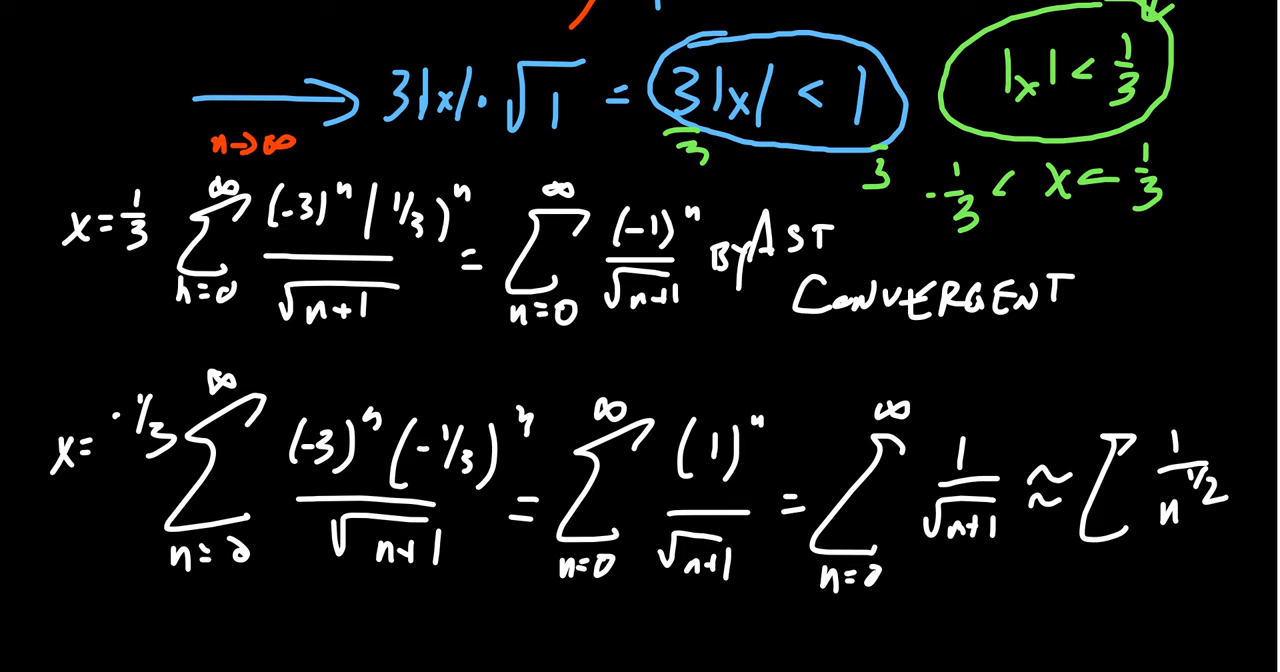 3|x|·√1 = 3|x| < 1
|x| < 1/3
n→∞
3 3
-1/3 < x ≤ 1/3
x = 1/3 ∑_{n=0}^{∞} (-3)^n (1/3)^n / √(n+1) = ∑_{n=0}^{∞} (-1)^n / √(n+1) BY AST
CONVERGENT
x = -1/3 ∑_{n=0}^{∞} (-3)^n (-1/3)^n / √(n+1) = ∑_{n=0}^{∞} (1)^n / √(n+1) = ∑_{n=0}^{∞} 1 / √(n+1) ≈ ∑ 1 / n^{1/2}